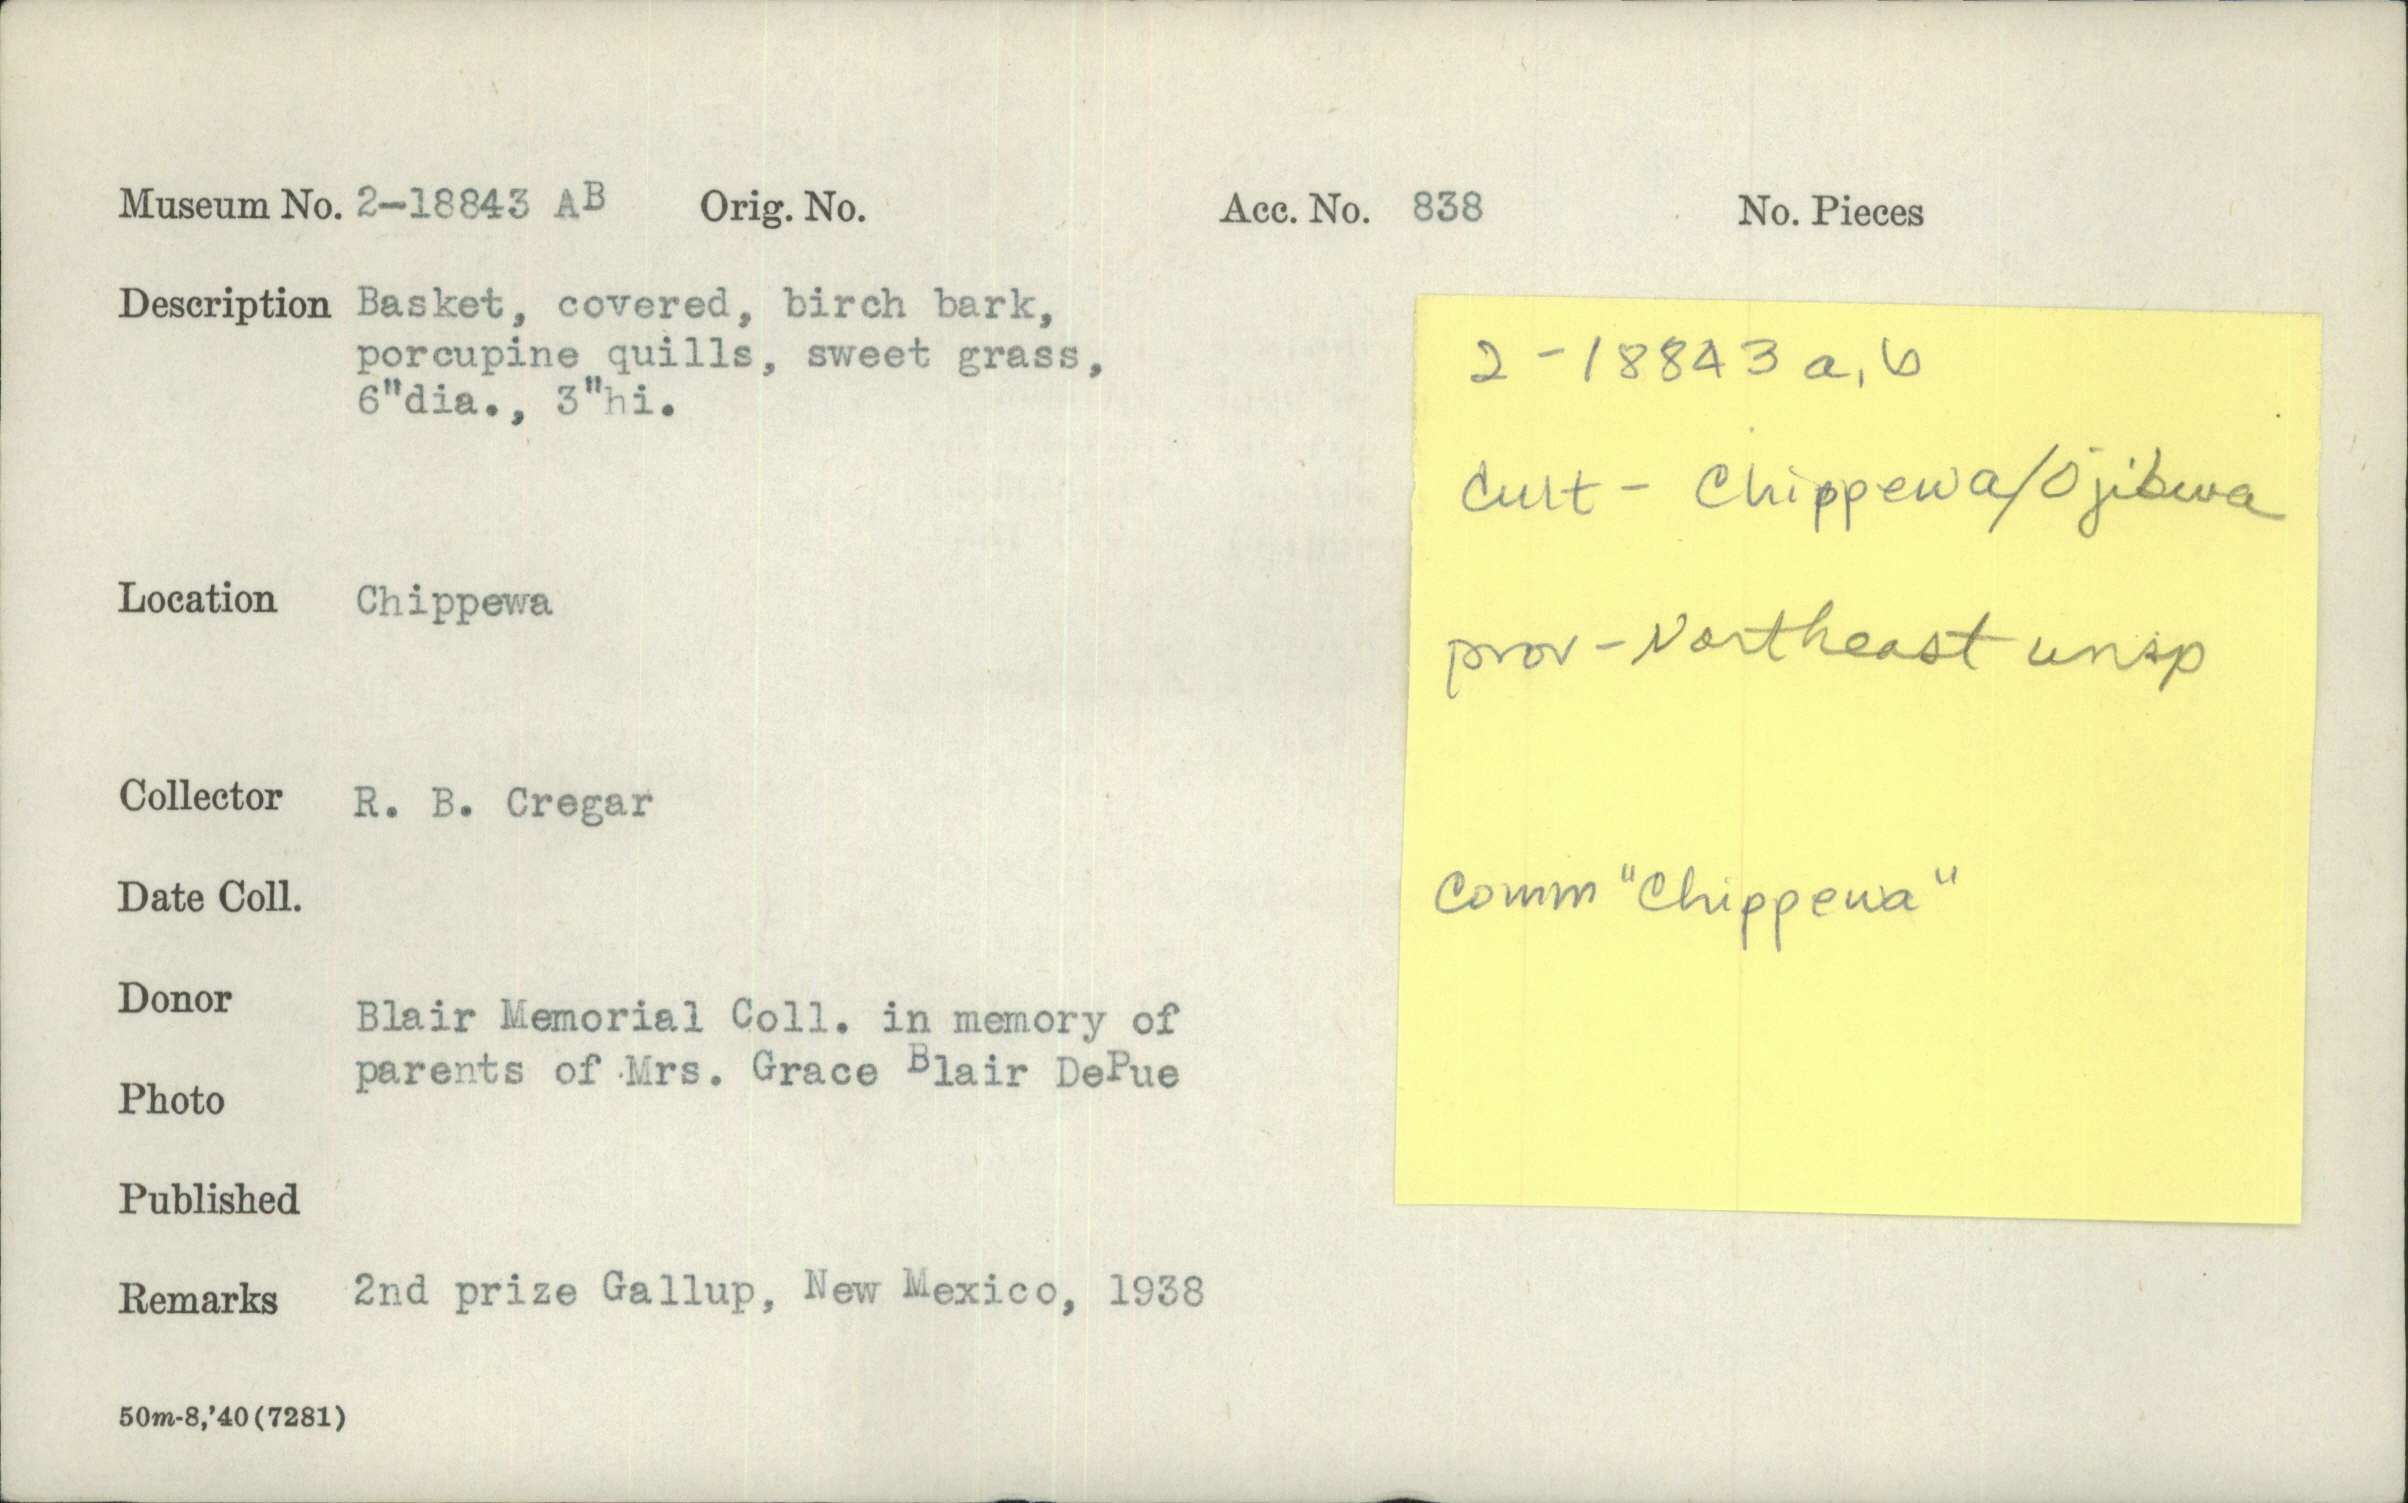 Museum No. 2-18843 AB Orig. No. Acc. No. 838 No. Pieces
Description Basket, covered, birch bark,
porcupine quills, sweet grass,
6"dia., 3"hi.
Location Chippewa
Collector R. B. Cregar
Date Coll.
Donor Blair Memorial Coll. in memory of
parents of Mrs. Grace Blair DePue
Photo
Published
Remarks 2nd prize Gallup, New Mexico, 1938
50m-8,'40(7281)
2-18843 a,b
Cult - Chippewa/Ojibwa
prov - Northeast unsp
Comm "Chippewa"